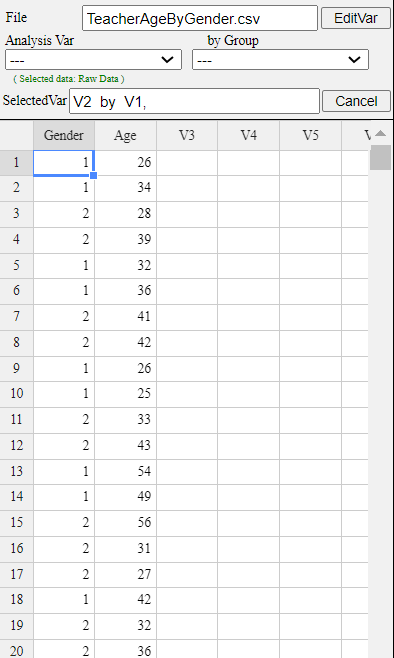 File TeacherAgeByGender.csv EditVar
Analysis Var by Group
--- ---
( Selected data: Raw Data )
SelectedVar V2 by V1, Cancel
Gender Age V3 V4 V5
1 1 26
2 1 34
3 2 28
4 2 39
5 1 32
6 1 36
7 2 41
8 2 42
9 1 26
10 1 25
11 2 33
12 2 43
13 1 54
14 1 49
15 2 56
16 2 31
17 2 27
18 1 42
19 2 32
20 2 36